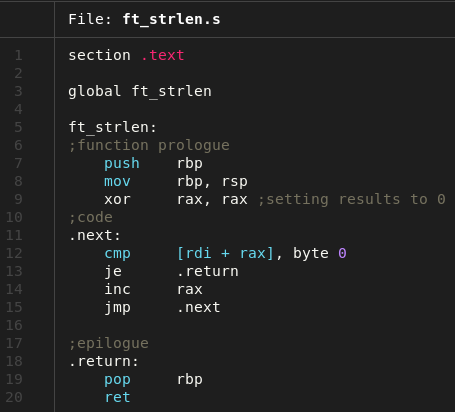 File: ft_strlen.s
1 section .text
2
3 global ft_strlen
4
5 ft_strlen:
6 ;function prologue
7 push rbp
8 mov rbp, rsp
9 xor rax, rax ;setting results to 0
10 ;code
11 .next:
12 cmp [rdi + rax], byte 0
13 je .return
14 inc rax
15 jmp .next
16
17 ;epilogue
18 .return:
19 pop rbp
20 ret